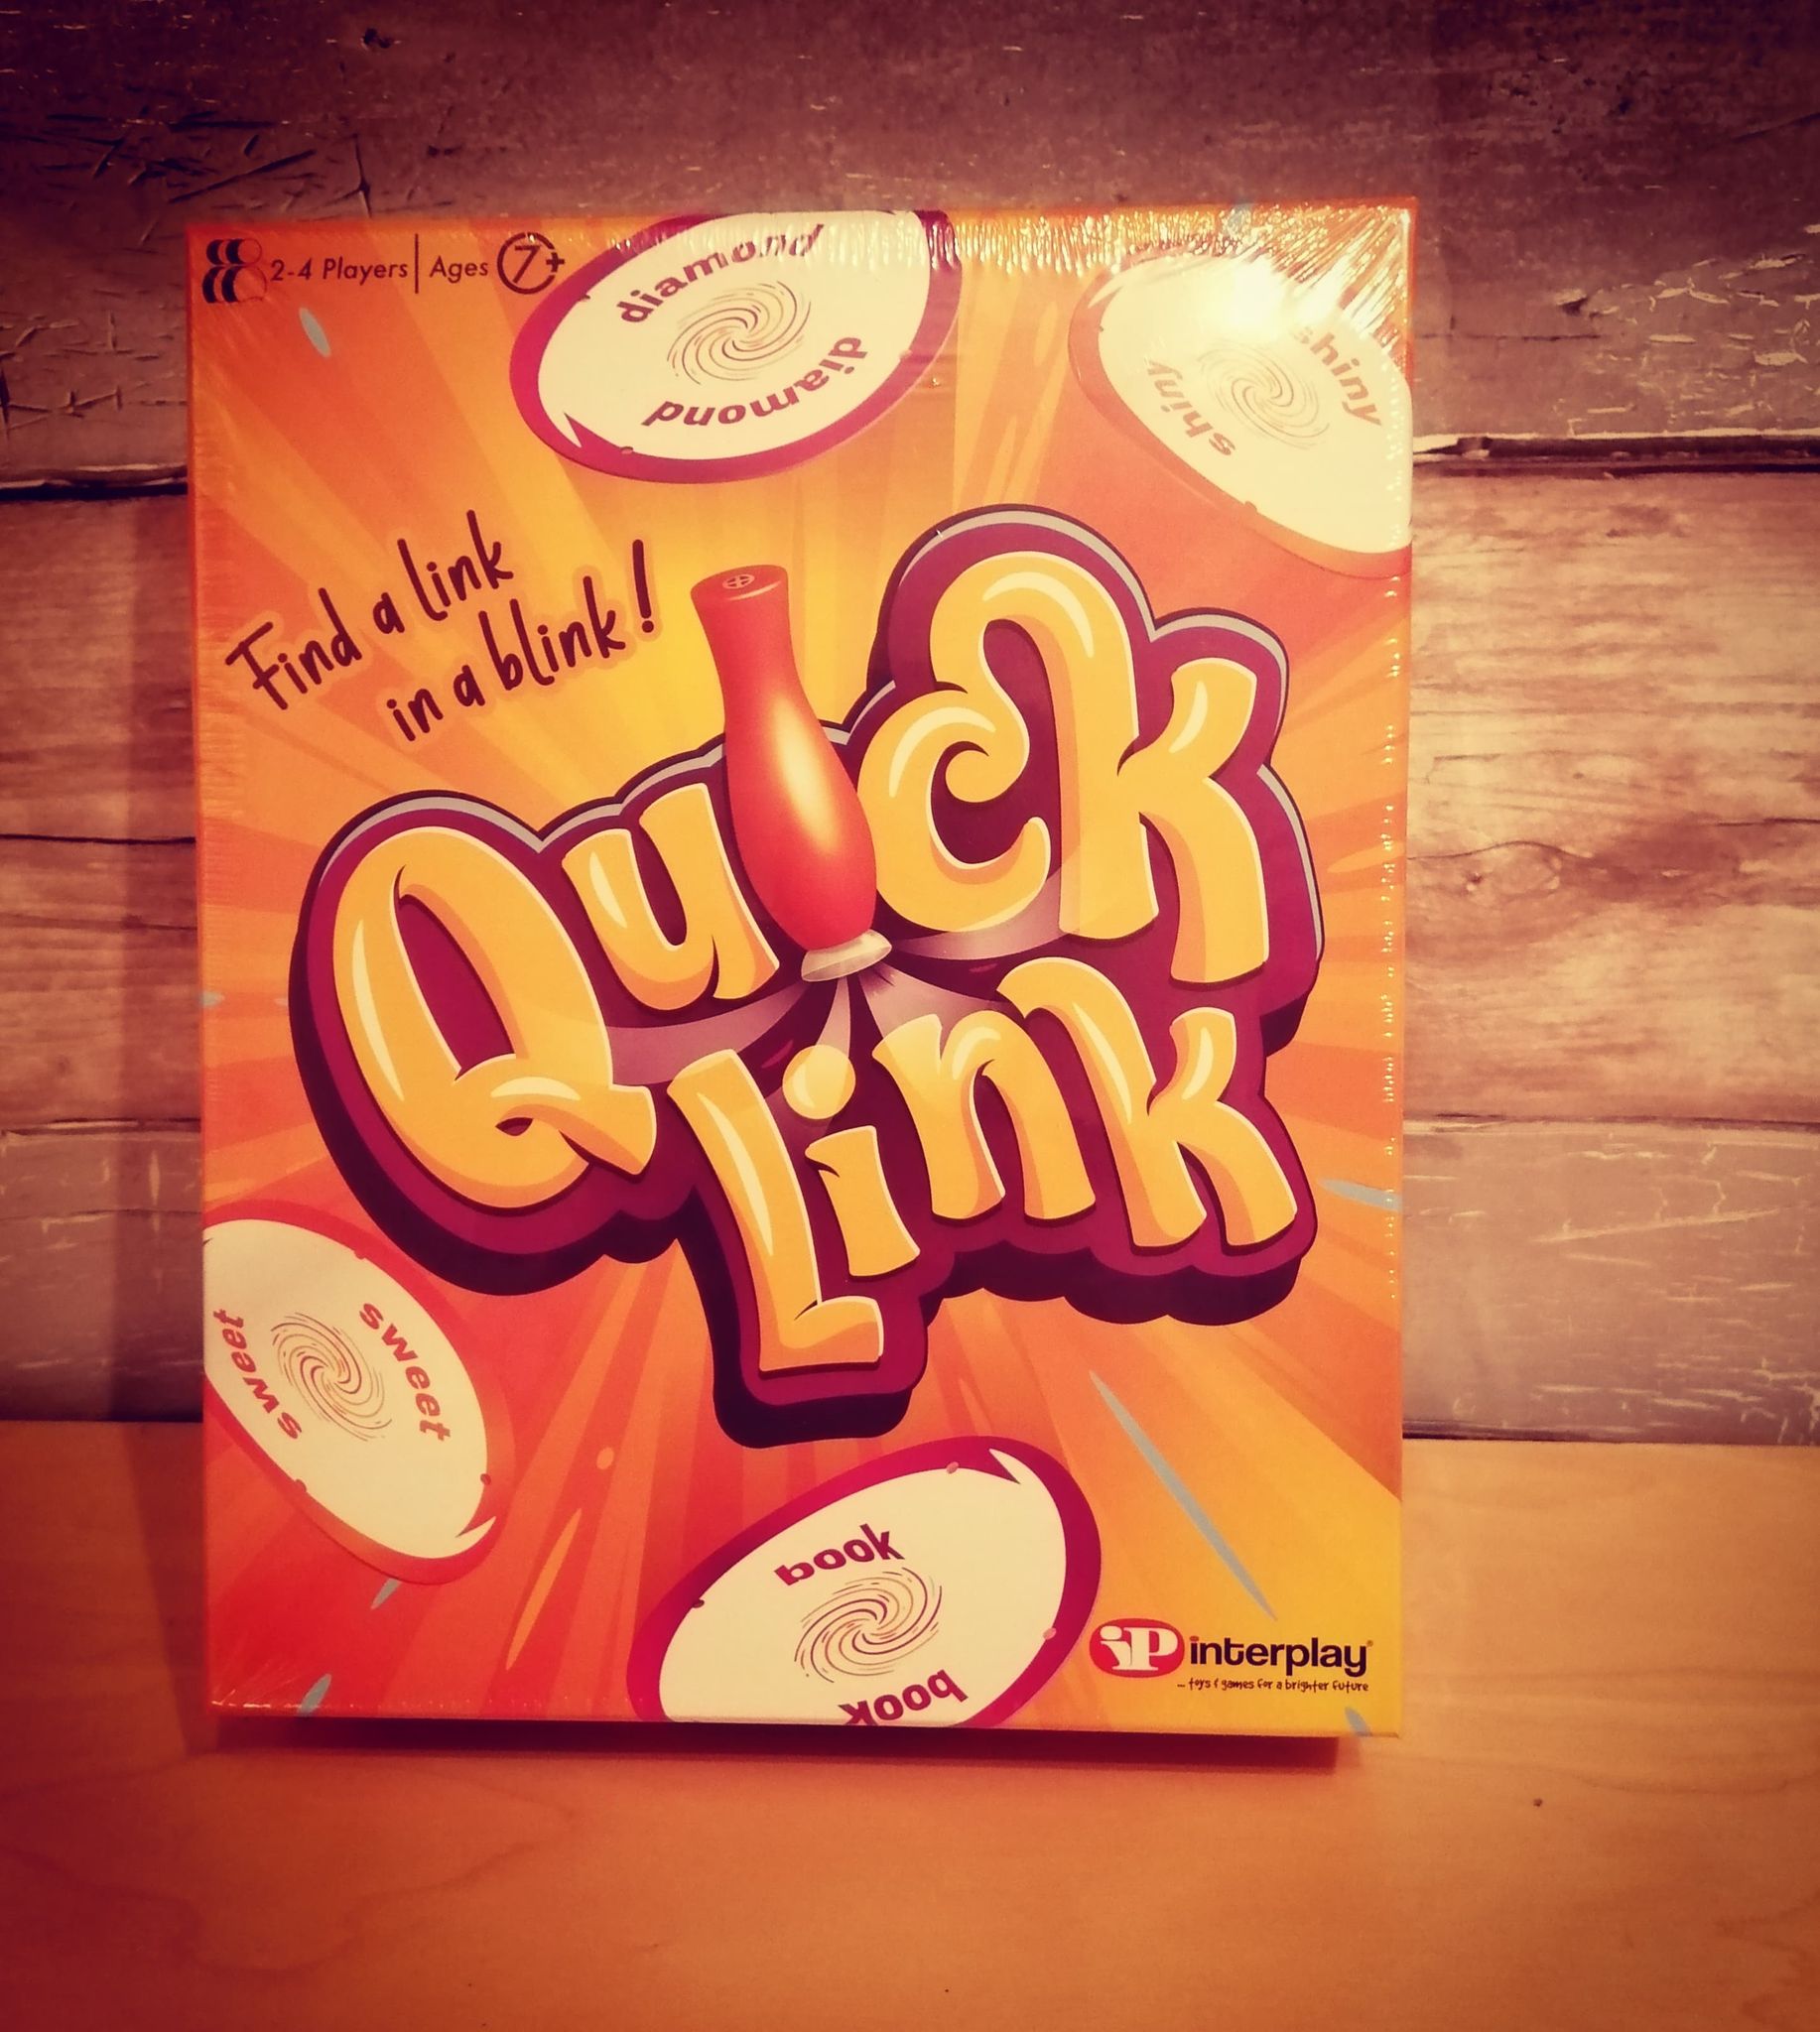 2-4 Players | Ages 7+
diamond
diamond
shiny
shiny
Find a link
in a blink!
Quick
Link
sweet
sweet
book
book
iP interplay®
... toys & games for a brighter future